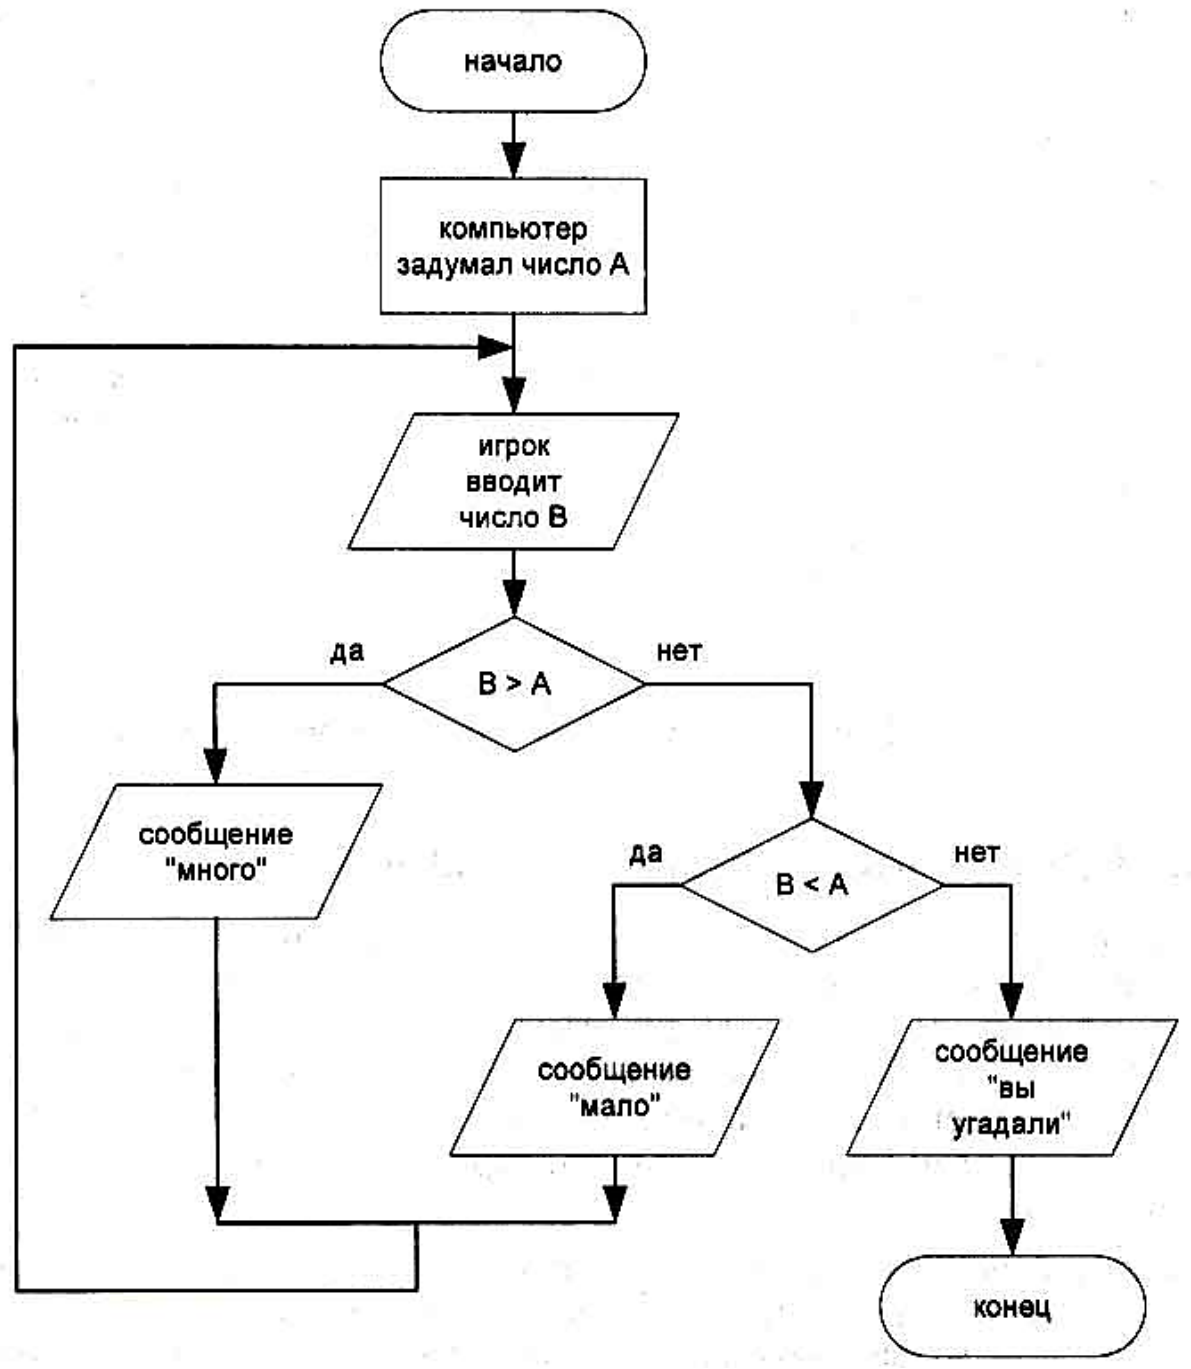 начало
компьютер
задумал число А
игрок
вводит
число В
да
нет
В > А
сообщение
"много"
да
нет
В < А
сообщение
"мало"
сообщение
"вы
угадали"
конец